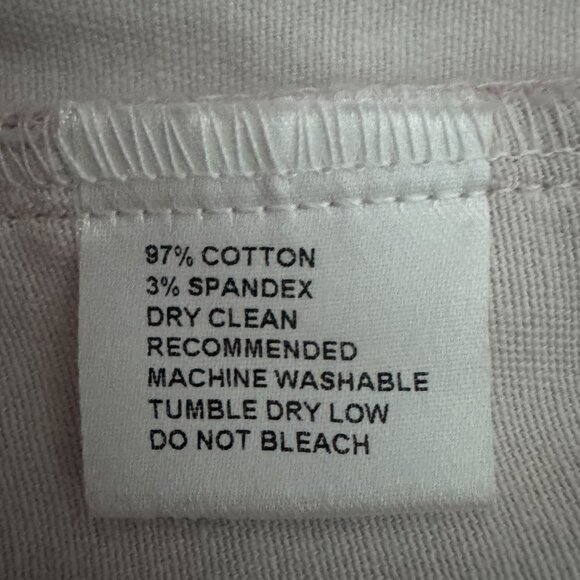 97% COTTON
3% SPANDEX
DRY CLEAN
RECOMMENDED
MACHINE WASHABLE
TUMBLE DRY LOW
DO NOT BLEACH